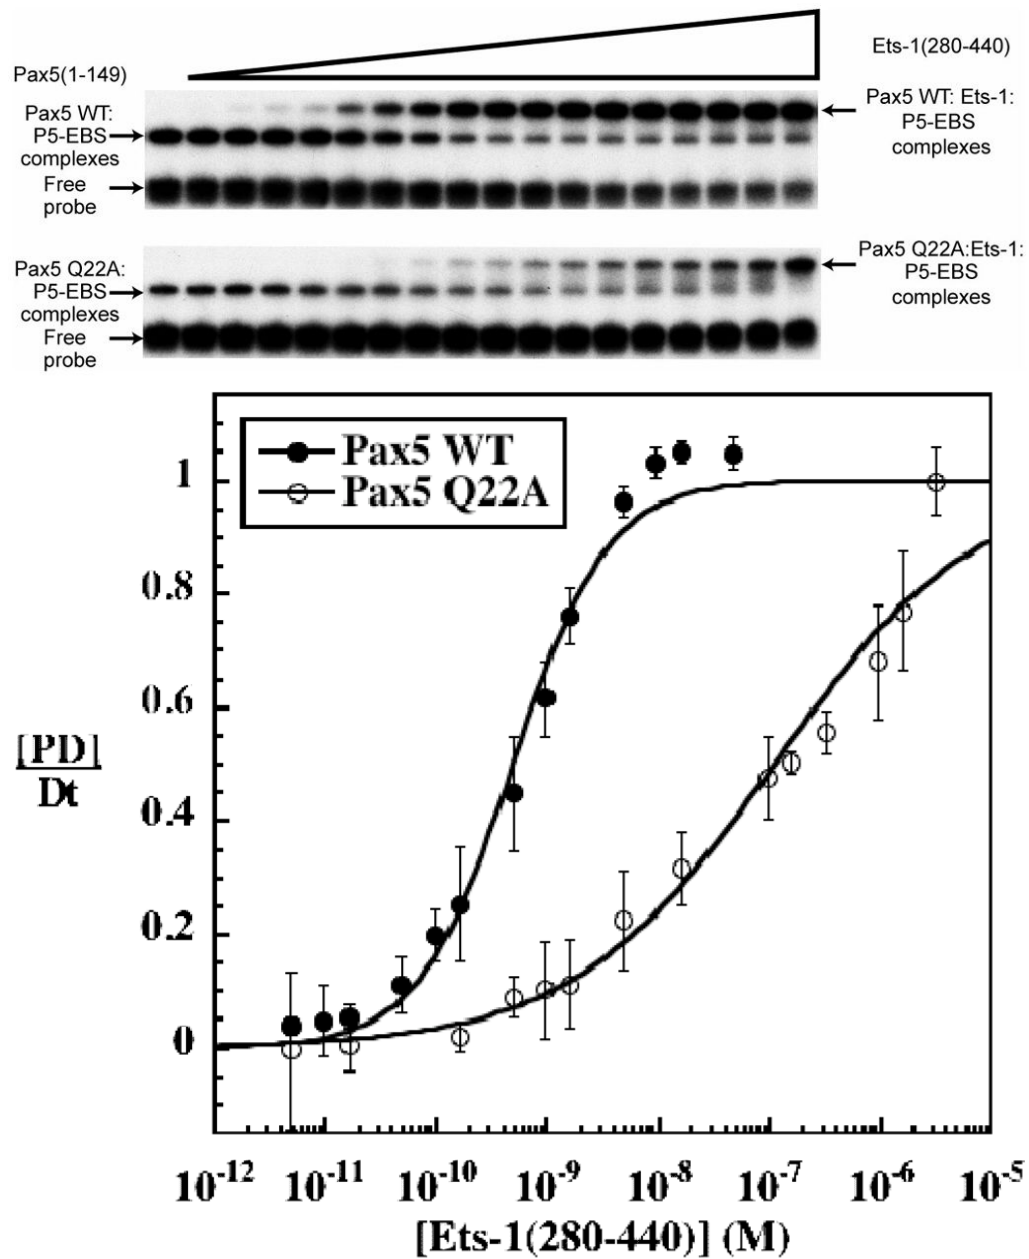 Ets-1(280-440)
Pax5(1-149)
Pax5 WT:
P5-EBS
complexes
Free
probe
Pax5 WT: Ets-1:
P5-EBS
complexes
Pax5 Q22A:
P5-EBS
complexes
Free
probe
Pax5 Q22A:Ets-1:
P5-EBS
complexes
Pax5 WT
Pax5 Q22A
1
0.8
0.6
0.4
0.2
0
[PD]
Dt
10-12 10-11 10-10 10-9 10-8 10-7 10-6 10-5
[Ets-1(280-440)] (M)